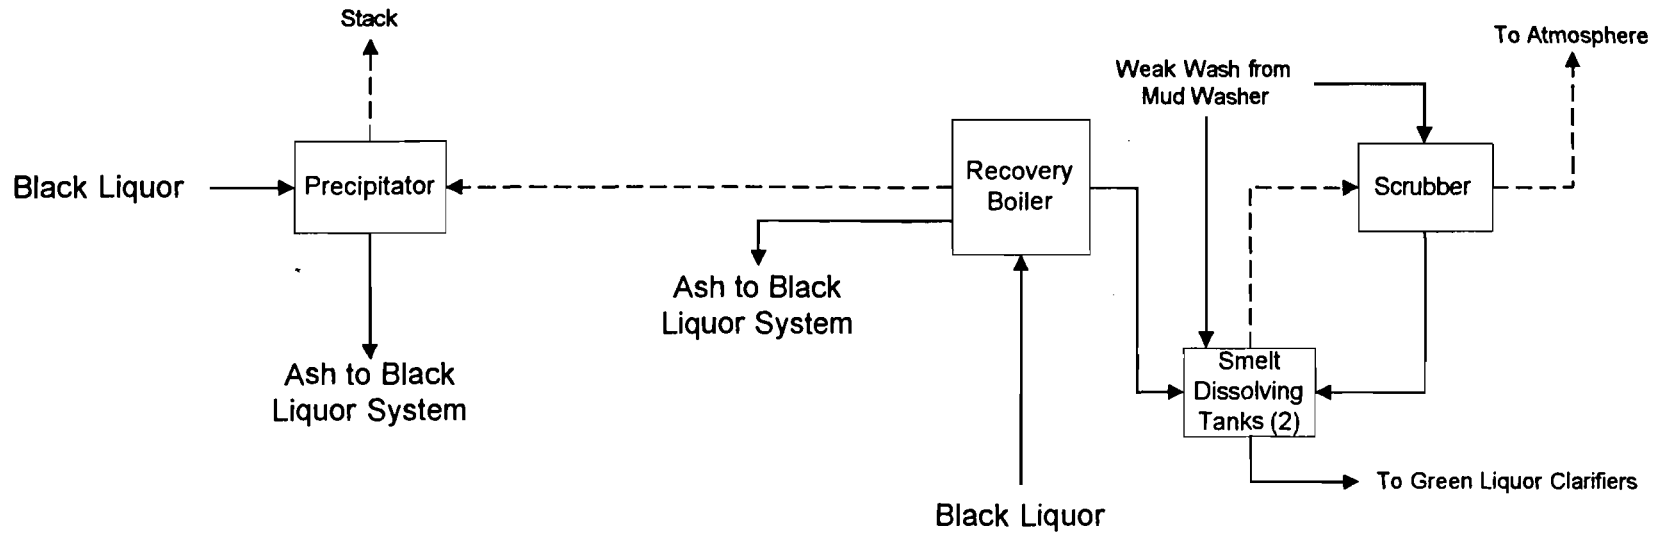 Stack
To Atmosphere
Weak Wash from
Mud Washer
Black Liquor
Precipitator
Recovery
Boiler
Scrubber
Ash to Black
Liquor System
Ash to Black
Liquor System
Smelt
Dissolving
Tanks (2)
To Green Liquor Clarifiers
Black Liquor